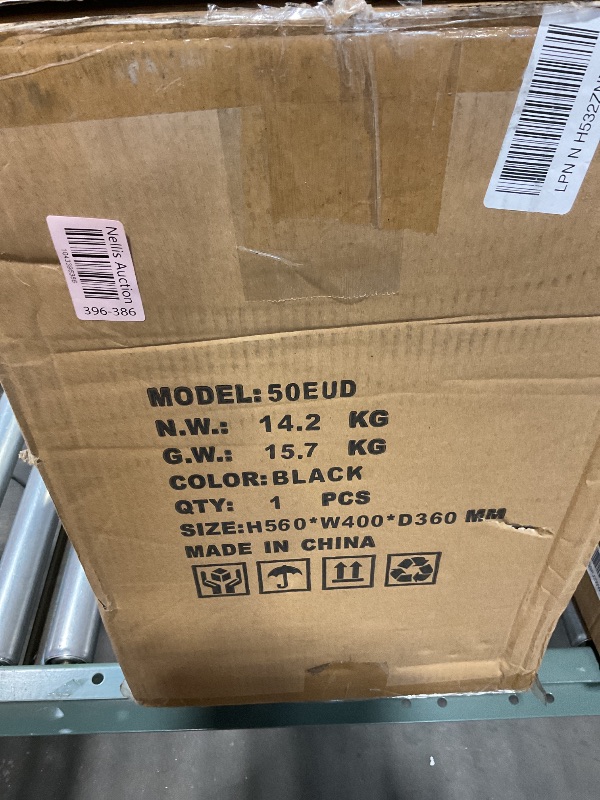 LPN N H532ZN
Nellis Auction
396-386
MODEL: 50EUD
N.W.: 14.2 KG
G.W.: 15.7 KG
COLOR: BLACK
QTY: 1 PCS
SIZE:H560*W400*D360 MM
MADE IN CHINA